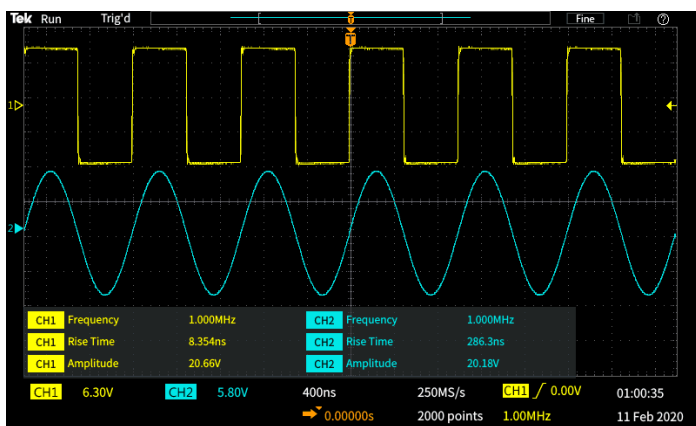 Tek Run Trig'd Fine ?
T
T
1
2
CH1 Frequency 1.000MHz CH2 Frequency 1.000MHz
CH1 Rise Time 8.354ns CH2 Rise Time 286.3ns
CH1 Amplitude 20.66V CH2 Amplitude 20.18V
CH1 6.30V CH2 5.80V 400ns 250MS/s CH1 0.00V 01:00:35
0.00000s 2000 points 1.00MHz 11 Feb 2020